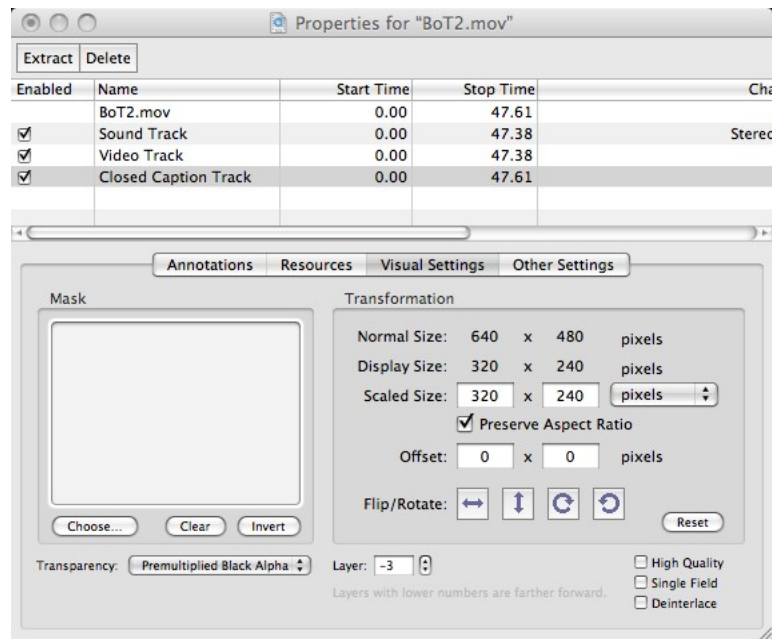 Properties for “BoT2.mov”
Extract Delete
Enabled Name Start Time Stop Time Cha
BoT2.mov 0.00 47.61
Sound Track 0.00 47.38 Stereo
Video Track 0.00 47.38
Closed Caption Track 0.00 47.61
Annotations Resources Visual Settings Other Settings
Mask
Transformation
Normal Size: 640 x 480 pixels
Display Size: 320 x 240 pixels
Scaled Size: 320 x 240 pixels
Preserve Aspect Ratio
Offset: 0 x 0 pixels
Flip/Rotate:
Choose... Clear Invert
Reset
Transparency: Premultiplied Black Alpha Layer: -3
Layers with lower numbers are farther forward.
High Quality
Single Field
Deinterlace